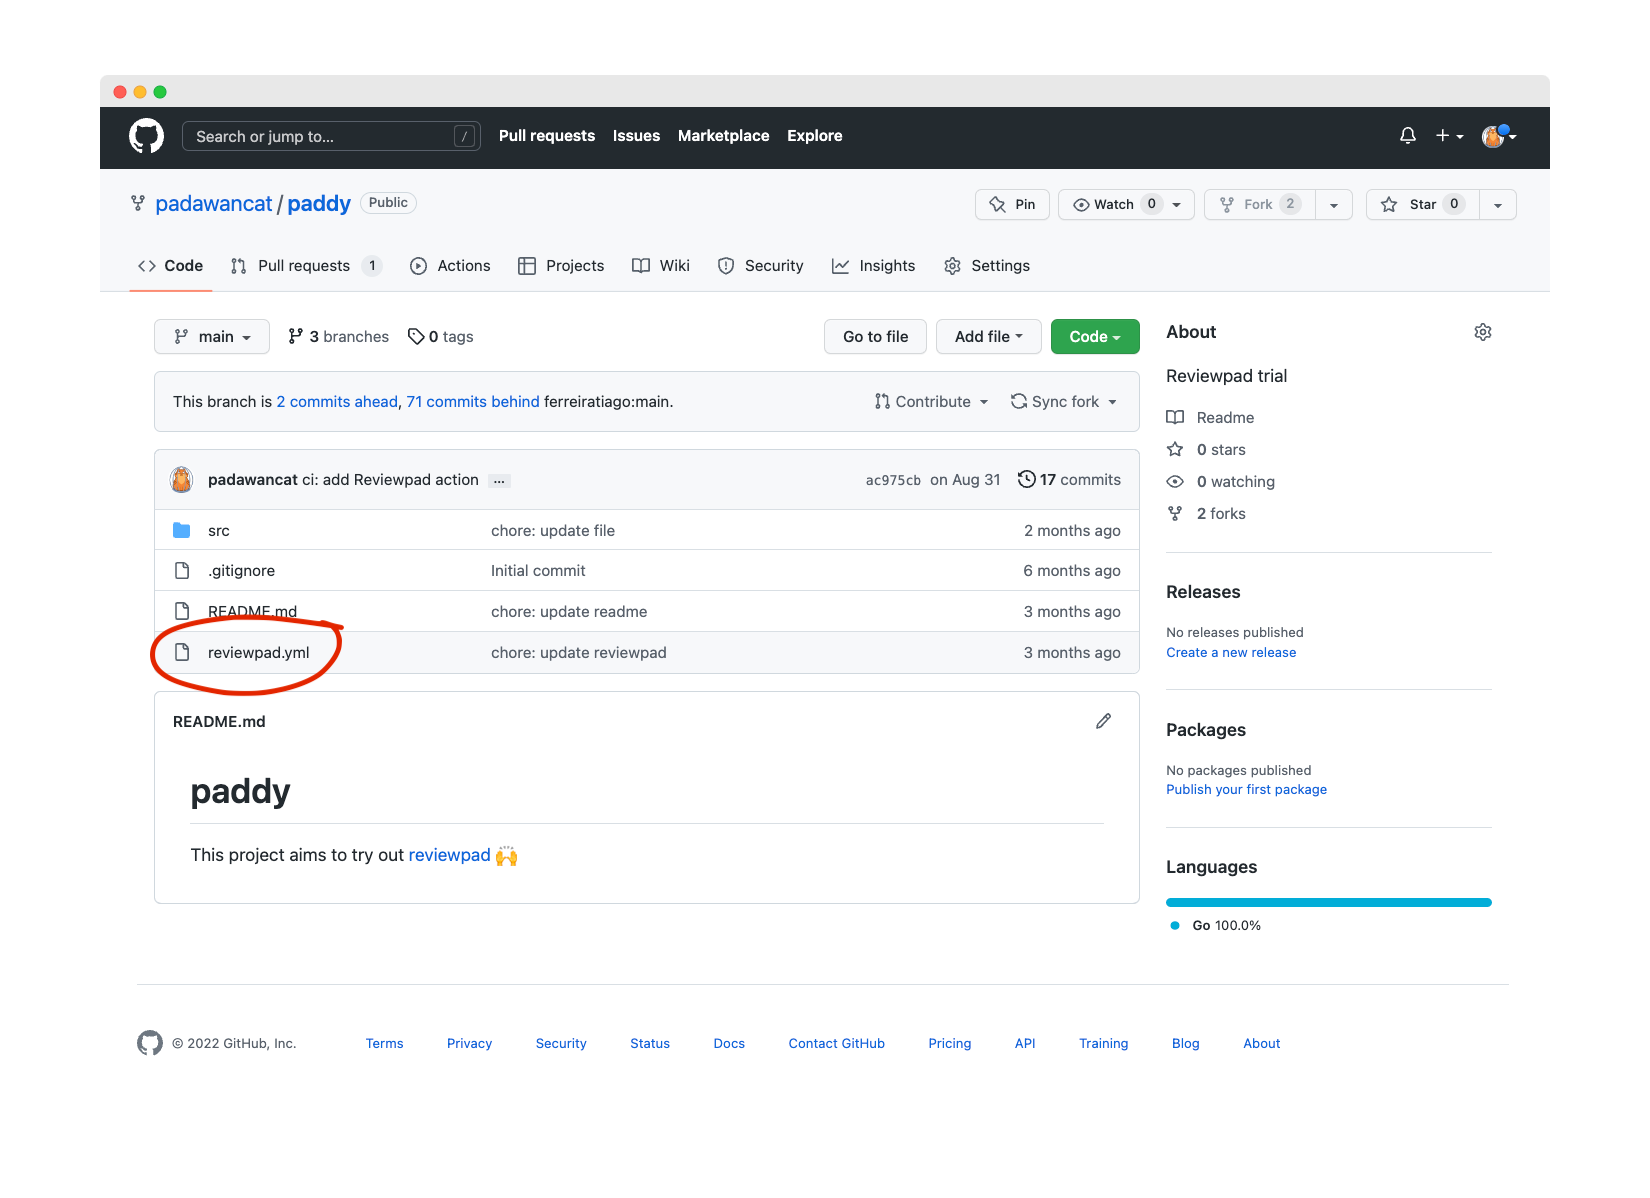 Search or jump to... / Pull requests Issues Marketplace Explore
padawancat / paddy Public Pin Watch 0 Fork 2 Star 0
Code Pull requests 1 Actions Projects Wiki Security Insights Settings
main 3 branches 0 tags Go to file Add file Code
This branch is 2 commits ahead, 71 commits behind ferreiratiago:main. Contribute Sync fork
padawancat ci: add Reviewpad action ... ac975cb on Aug 31 17 commits
src chore: update file 2 months ago
.gitignore Initial commit 6 months ago
README.md chore: update readme 3 months ago
reviewpad.yml chore: update reviewpad 3 months ago
README.md
paddy
This project aims to try out reviewpad 🙌
About
Reviewpad trial
Readme
0 stars
0 watching
2 forks
Releases
No releases published
Create a new release
Packages
No packages published
Publish your first package
Languages
Go 100.0%
© 2022 GitHub, Inc. Terms Privacy Security Status Docs Contact GitHub Pricing API Training Blog About